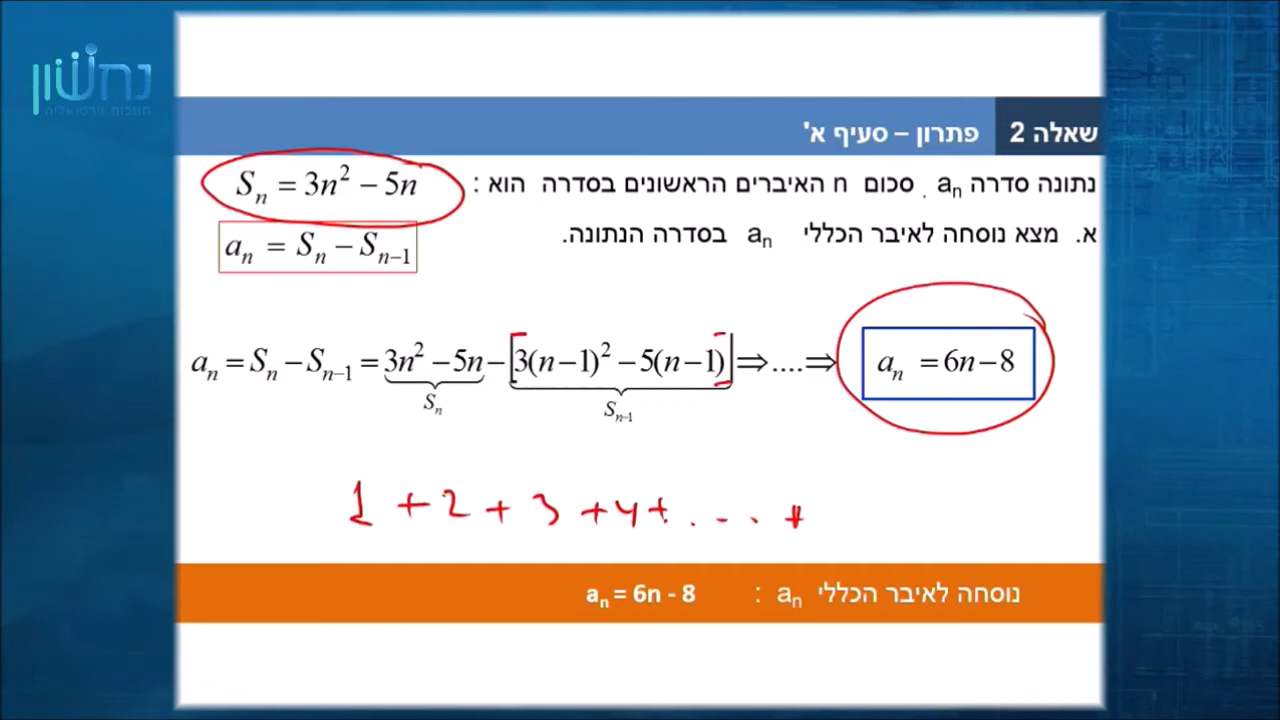 נחשון
חונכות וירטואליה
שאלה 2 פתרון – סעיף א'
נתונה סדרה aₙ . סכום n האיברים הראשונים בסדרה הוא : Sₙ = 3n² − 5n
א. מצא נוסחה לאיבר הכללי aₙ בסדרה הנתונה.
aₙ = Sₙ − Sₙ₋₁
aₙ = Sₙ − Sₙ₋₁ = 3n² − 5n − [3(n−1)² − 5(n−1)] ⇒ .... ⇒ aₙ = 6n − 8
Sₙ Sₙ₋₁
1 + 2 + 3 + 4 + .... +
נוסחה לאיבר הכללי aₙ : aₙ = 6n - 8